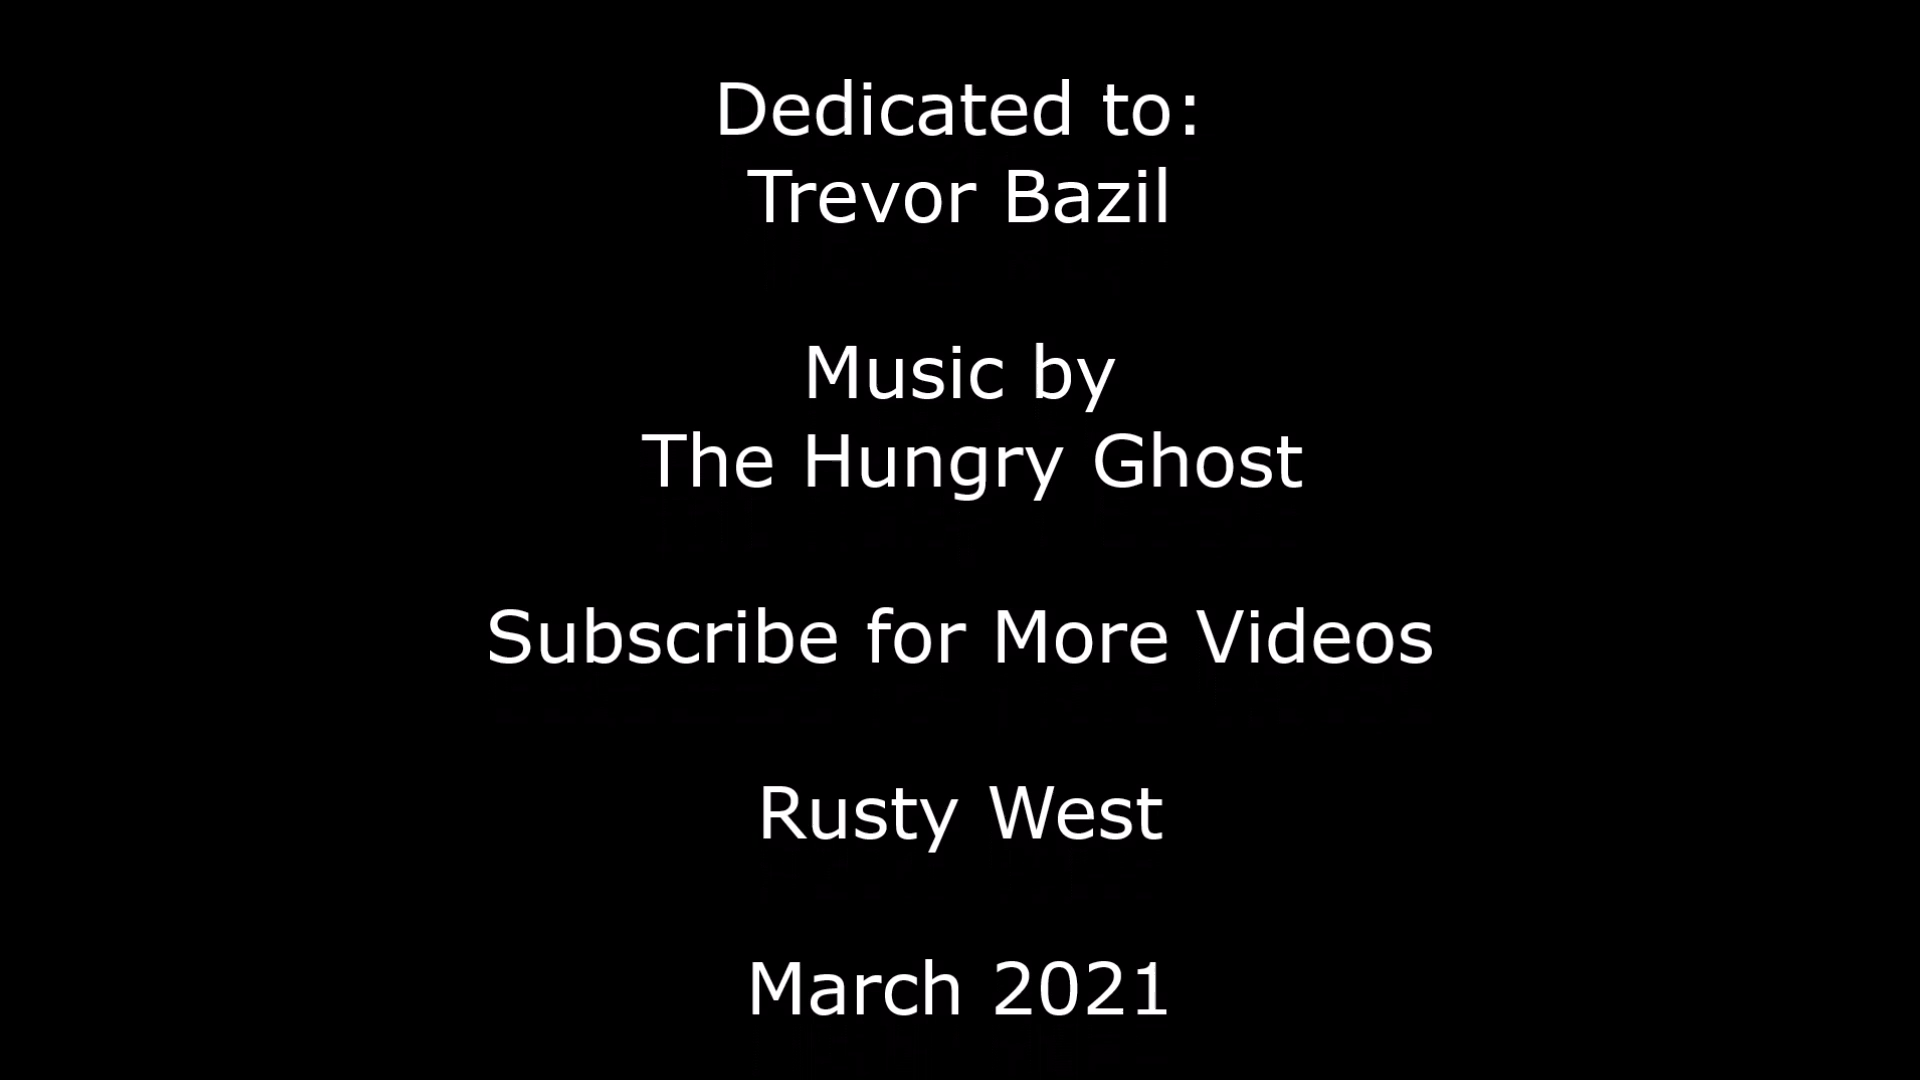 Dedicated to:
Trevor Bazil
Music by
The Hungry Ghost
Subscribe for More Videos
Rusty West
March 2021